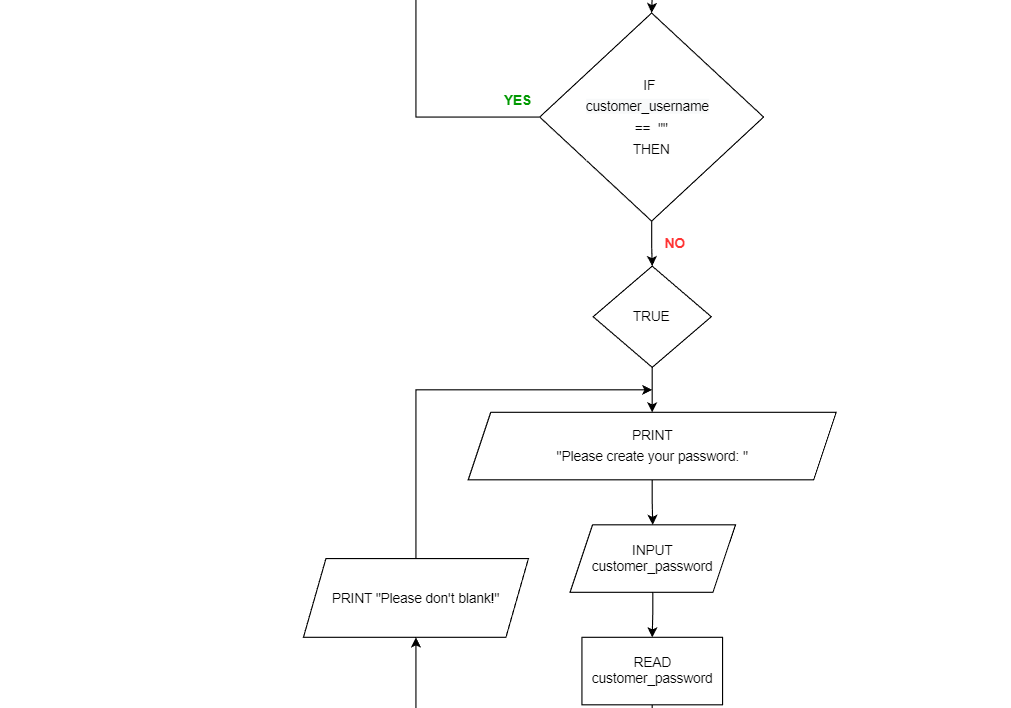 IF
customer_username
== ""
THEN
YES
NO
TRUE
PRINT
"Please create your password: "
INPUT
customer_password
PRINT "Please don't blank!"
READ
customer_password